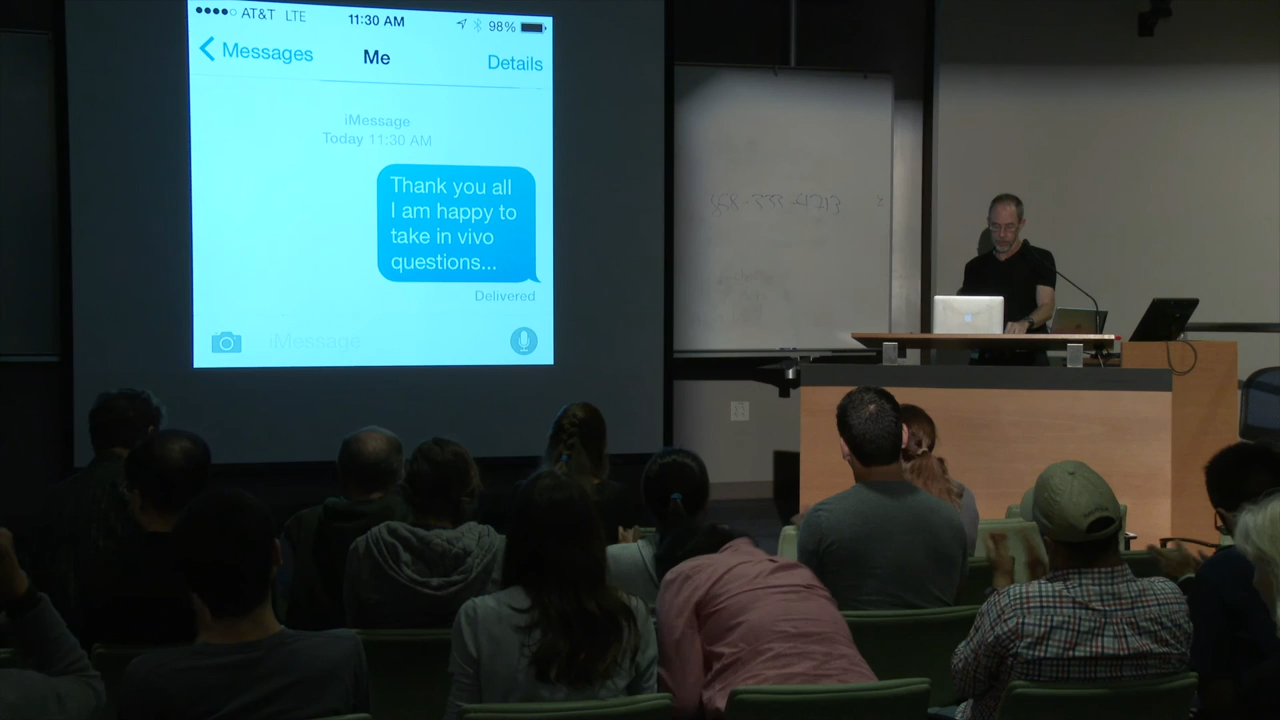 AT&T LTE 11:30 AM 98%
Messages Me Details
iMessage
Today 11:30 AM
Thank you all
I am happy to
take in vivo
questions...
Delivered
iMessage